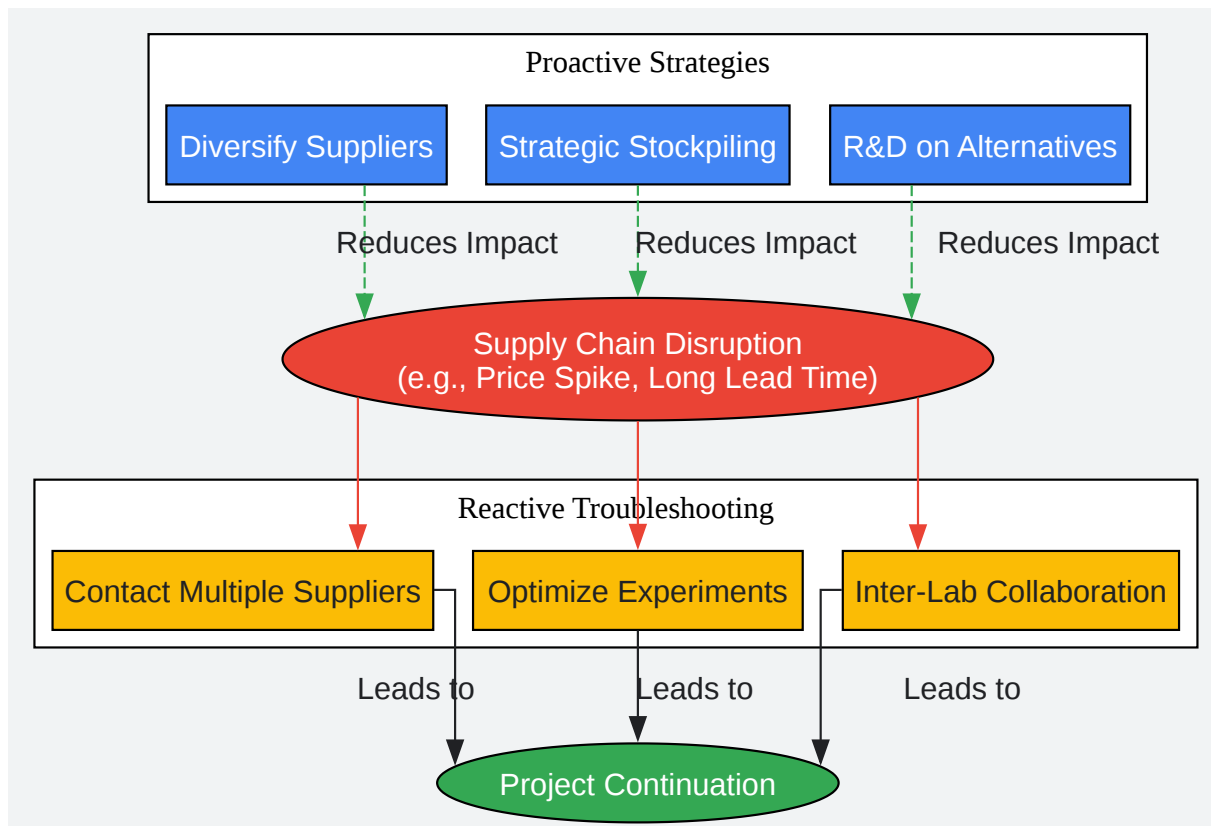 Proactive Strategies
Diversify Suppliers
Strategic Stockpiling
R&D on Alternatives
Reduces Impact
Reduces Impact
Reduces Impact
Supply Chain Disruption
(e.g., Price Spike, Long Lead Time)
Reactive Troubleshooting
Contact Multiple Suppliers
Optimize Experiments
Inter-Lab Collaboration
Leads to
Leads to
Leads to
Project Continuation